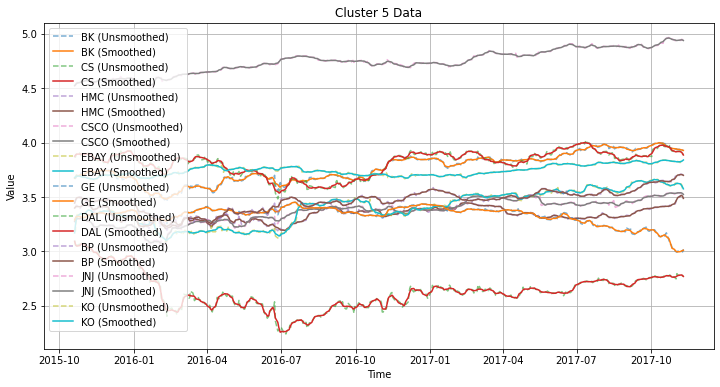 Cluster 5 Data
5.0
4.5
4.0
3.5
3.0
2.5
Value
BK (Unsmoothed)
BK (Smoothed)
CS (Unsmoothed)
CS (Smoothed)
HMC (Unsmoothed)
HMC (Smoothed)
CSCO (Unsmoothed)
CSCO (Smoothed)
EBAY (Unsmoothed)
EBAY (Smoothed)
GE (Unsmoothed)
GE (Smoothed)
DAL (Unsmoothed)
DAL (Smoothed)
BP (Unsmoothed)
BP (Smoothed)
JNJ (Unsmoothed)
JNJ (Smoothed)
KO (Unsmoothed)
KO (Smoothed)
2015-10 2016-01 2016-04 2016-07 2016-10 2017-01 2017-04 2017-07 2017-10
Time